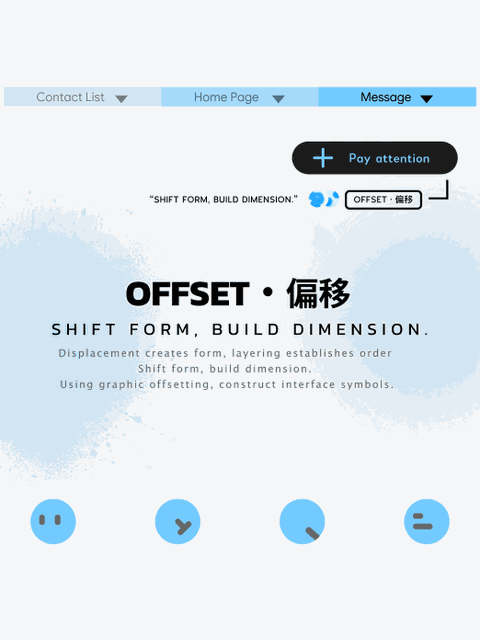 Contact List
Home Page
Message
Pay attention
“SHIFT FORM, BUILD DIMENSION.”
OFFSET · 偏移
OFFSET · 偏移
SHIFT FORM, BUILD DIMENSION.
Displacement creates form, layering establishes order
Shift form, build dimension.
Using graphic offsetting, construct interface symbols.